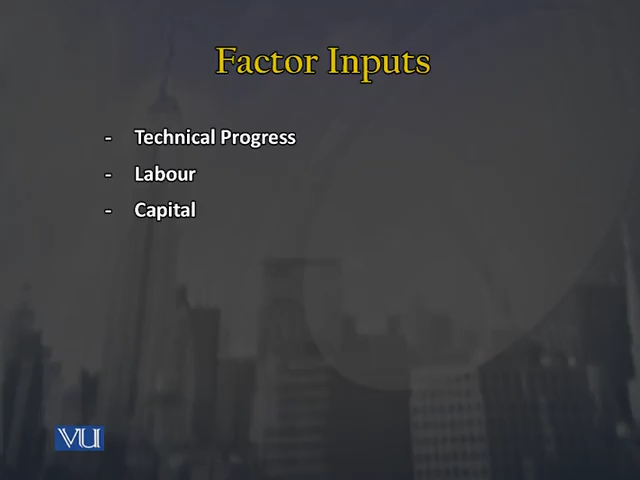 Factor Inputs
- Technical Progress
- Labour
- Capital
VU